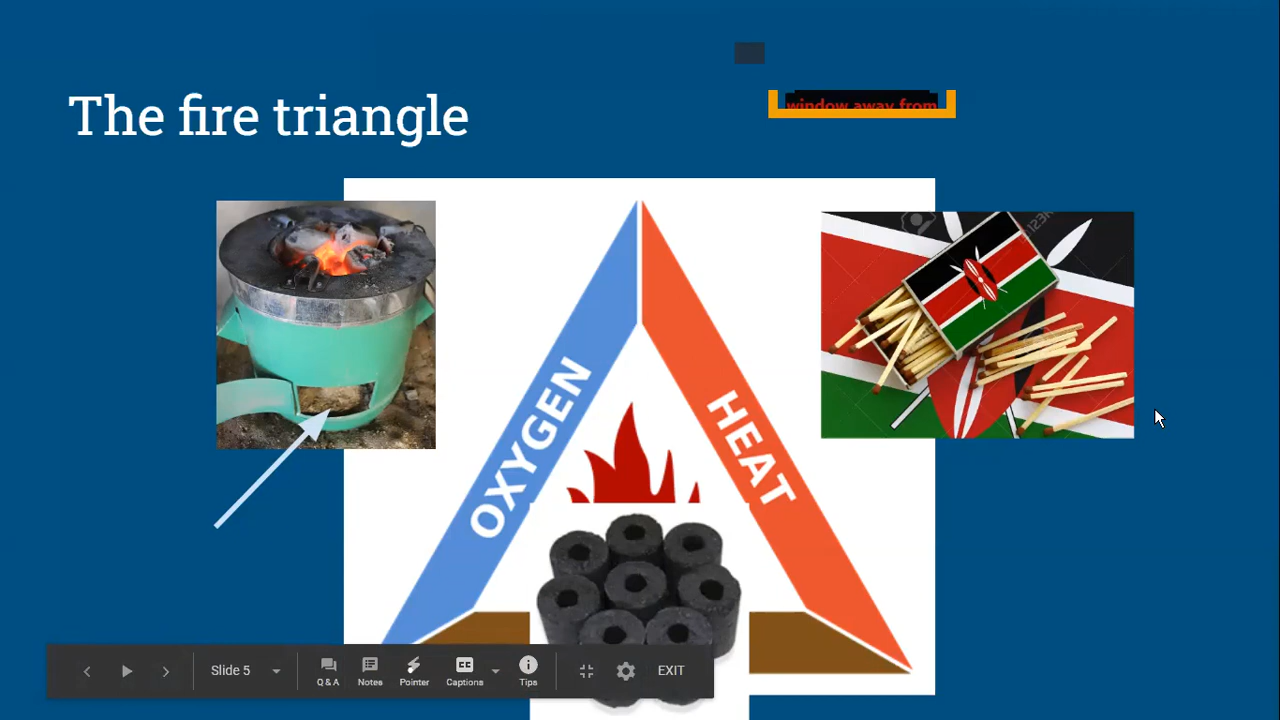 window away from
The fire triangle
OXYGEN
HEAT
Slide 5
Q & A
Notes
Pointer
Captions
Tips
EXIT